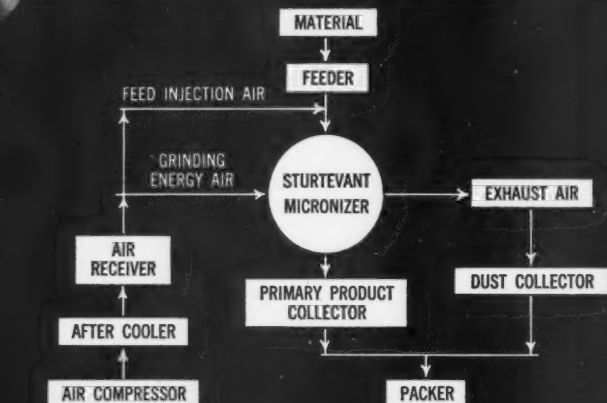 MATERIAL
FEEDER
FEED INJECTION AIR
GRINDING
ENERGY AIR
STURTEVANT
MICRONIZER
EXHAUST AIR
AIR
RECEIVER
PRIMARY PRODUCT
COLLECTOR
DUST COLLECTOR
AFTER COOLER
AIR COMPRESSOR
PACKER